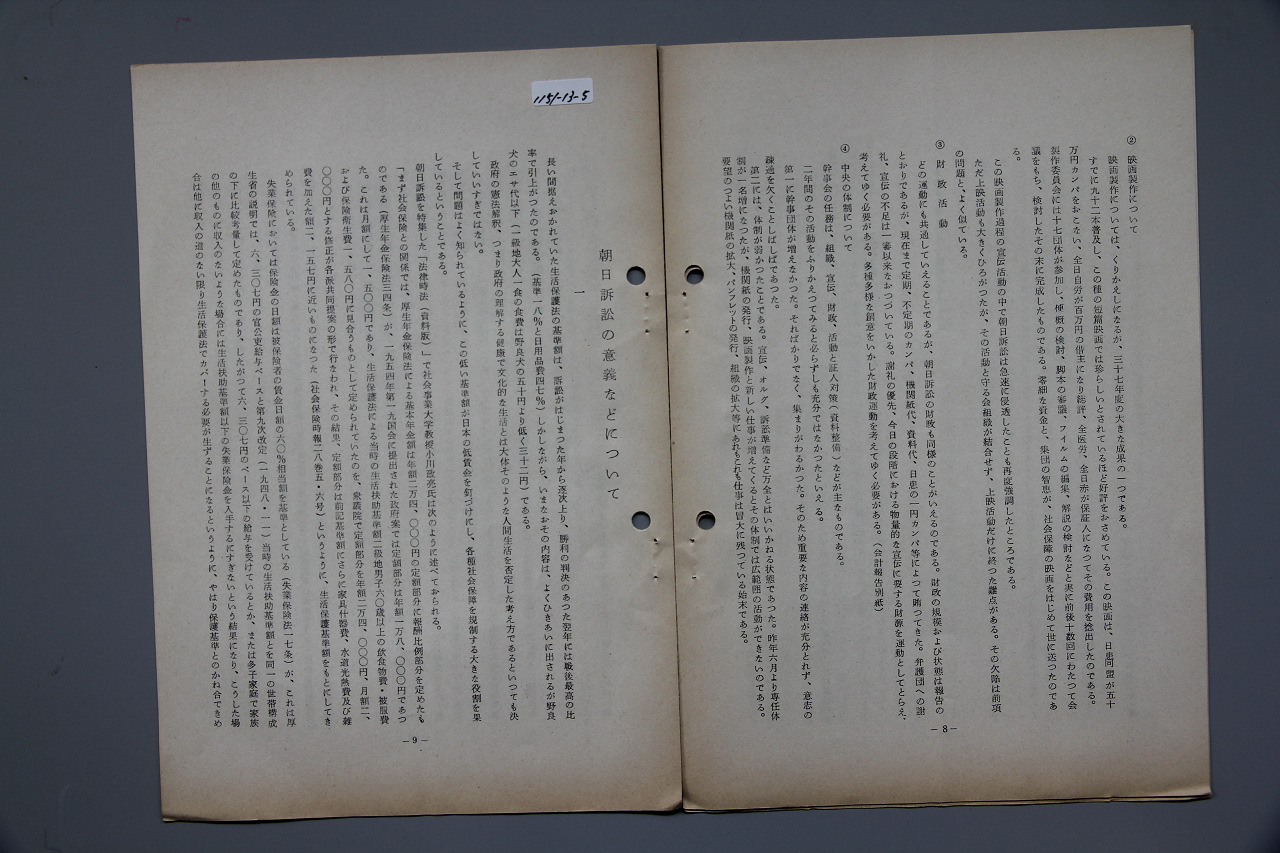 ② 映画製作について
映画製作については、くりかえしになるが、三十七年度の大きな成果の一つである。
すでに九十二本普及し、この種の短篇映画では珍らしいとされているほど好評をおさめている。この映画は、日患同盟が五十
万円カンパをおこない、全日自労が百万円の借主になり総評、全医労、全日赤が保証人になってその費用を捻出したのである。
製作委員会には十七団体が参加し、梗概の検討、脚本の審議、フイルムの編集、解説の検討などと実に前後十数回にわたつて会
議をもち、検討したその末に完成したものである。零細な資金と、集団の智恵が、社会保障の映画をはじめて世に送つたのであ
る。
この映画製作過程の宣伝活動の中で朝日訴訟は急速に浸透したことも再度強調したところである。
ただ上映活動も大きくひろがつたが、その活動と守る会組織が結合せず、上映活動だけに終つた難点がある。その欠陥は前項
の問題と、よく似ている。
③ 財政活動
どの運動にも共通していえることであるが、朝日訴訟の財政も同様のことがいえるのである。財政の規模および状態は報告の
とおりであるが、現在まで定期、不定期のカンパ、機関紙代、資料代、日患の一円カンパ等によって賄つてきた。弁護団への謝
礼、宣伝の不足は一審以来なおつづいている。謝礼の優先、今日の段階における物量的な宣伝に要する財源を運動としてとらえ、
考えてゆく必要がある。多種多様な創意をいかした財政運動を考えてゆく必要がある。(会計報告別紙)
④ 中央の体制について
幹事会の任務は、組織、宣伝、財政、活動と証人対策(資料整備)などが主なものである。
二年間のその活動をふりかえつてみると必らずしも充分ではなかつたといえる。
第一に幹事団体が増えなかつた。そればかりでなく、集まりがわるかつた。そのため重要な内容の連絡が充分とれず、意志の
疎通を欠くことしばしばであつた。
第二には、体制が弱かつたことである。宣伝、オルグ、訴訟準備など万全とはいいかねる状態であつた。昨年六月より専任休
制が一名増になつたが、機関紙の発行、映画製作と新しい仕事が増えてくるとその体制では広範囲の活動ができないのである。
要望のつよい機関紙の拡大、パンフレットの発行、組織の拡大等にあれもこれも仕事は冒大に残つている始末である。
—8—
1151-13-5
朝日訴訟の意義などについて
一
長い間据えおかれていた生活保護法の基準額は、訴訟がはじまつた年から逐次上り、勝利の判決のあつた翌年には戦後最高の比
率で引上がつたのである。(基準一八%と日用品費四七%)しかしながら、いまなおその内容は、よくひきあいに出されるが野良
犬のエサ代以下(一級地大人一食の食費は野良犬の五十円より低く三十二円)である。
政府の憲法解釈、つまり政府の理解する健康で文化的な生活とは大体そのような人間生活を否定した考え方であるといつても決
していいすぎではない。
そして問題はよく知られているように、この低い基準額が日本の低賃金を釘づけにし、各種社会保障を規制する大きな役割を果
しているということである。
朝日訴訟を特集した「法律時法(資料版)」で社会事業大学教授小川政亮氏は次のように述べておられる。
「まず社会保険との関係では、厚生年金保険法による基本年金額は年額二万四、〇〇〇円の定額部分に報酬比例部分を定めたも
のである(厚生年金保険法三四条)が、一九五四年第一九国会に提出された政府案では定額部分は年額一万八、〇〇〇円であつ
た。これは月額にして一、五〇〇円であり、生活保護法による当時の生活扶助基準額二級地男子六〇歳以上の飲食物費・被服費
および保険衛生費一、五八〇円に見合うものとして定められていたのを、衆議院で定額部分を年額二万四、〇〇〇円、月額二、
〇〇〇円とする修正が各派共同提案の形で行なわれ、その結果、定額部分は前記基準額にさらに家具什器費、水道光熱費及び雑
費を加えた額二、一五七円に近いものになつた(社会保険時報二八巻五・六号)というように、生活保護基準額をもとにしてき
められている。
失業保険においては保険金の日額は被保険者の賃金日額の六〇%相当額を基準としている(失業保険法一七条)が、これは厚
生省の説明では、六、三〇七円の官公吏給与ベースと第九次改定(一九四八・一一)当時の生活扶助基準額とを同一の世帯構成
の下に比較考量して定めたものであり、したがつて六、三〇七円のベース以下の給与を受けているとか、または多子家庭で家族
の他のものに収入のないような場合には生活扶助基準額以下の失業保険金を入手するにすぎないという結果になり、こうした場
合は他に収入の道のない限り生活保護法でカバーする必要が生ずることになるというように、やはり保護基準とのかね合できめ
—9—